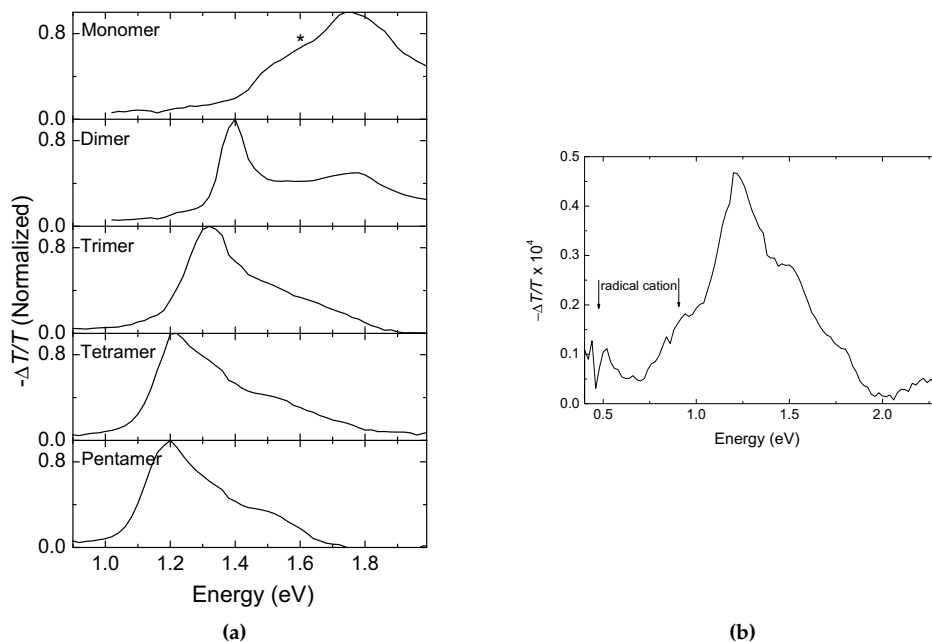 Monomer
*
Dimer
Trimer
Tetramer
Pentamer
0.8
0.0
0.8
0.0
0.8
0.0
0.8
0.0
0.8
0.0
-ΔT/T (Normalized)
1.0 1.2 1.4 1.6 1.8
Energy (eV)
(a)
0.5
0.4
0.3
0.2
0.1
0.0
−ΔT/T x 10⁴
radical cation
0.5 1.0 1.5 2.0
Energy (eV)
(b)